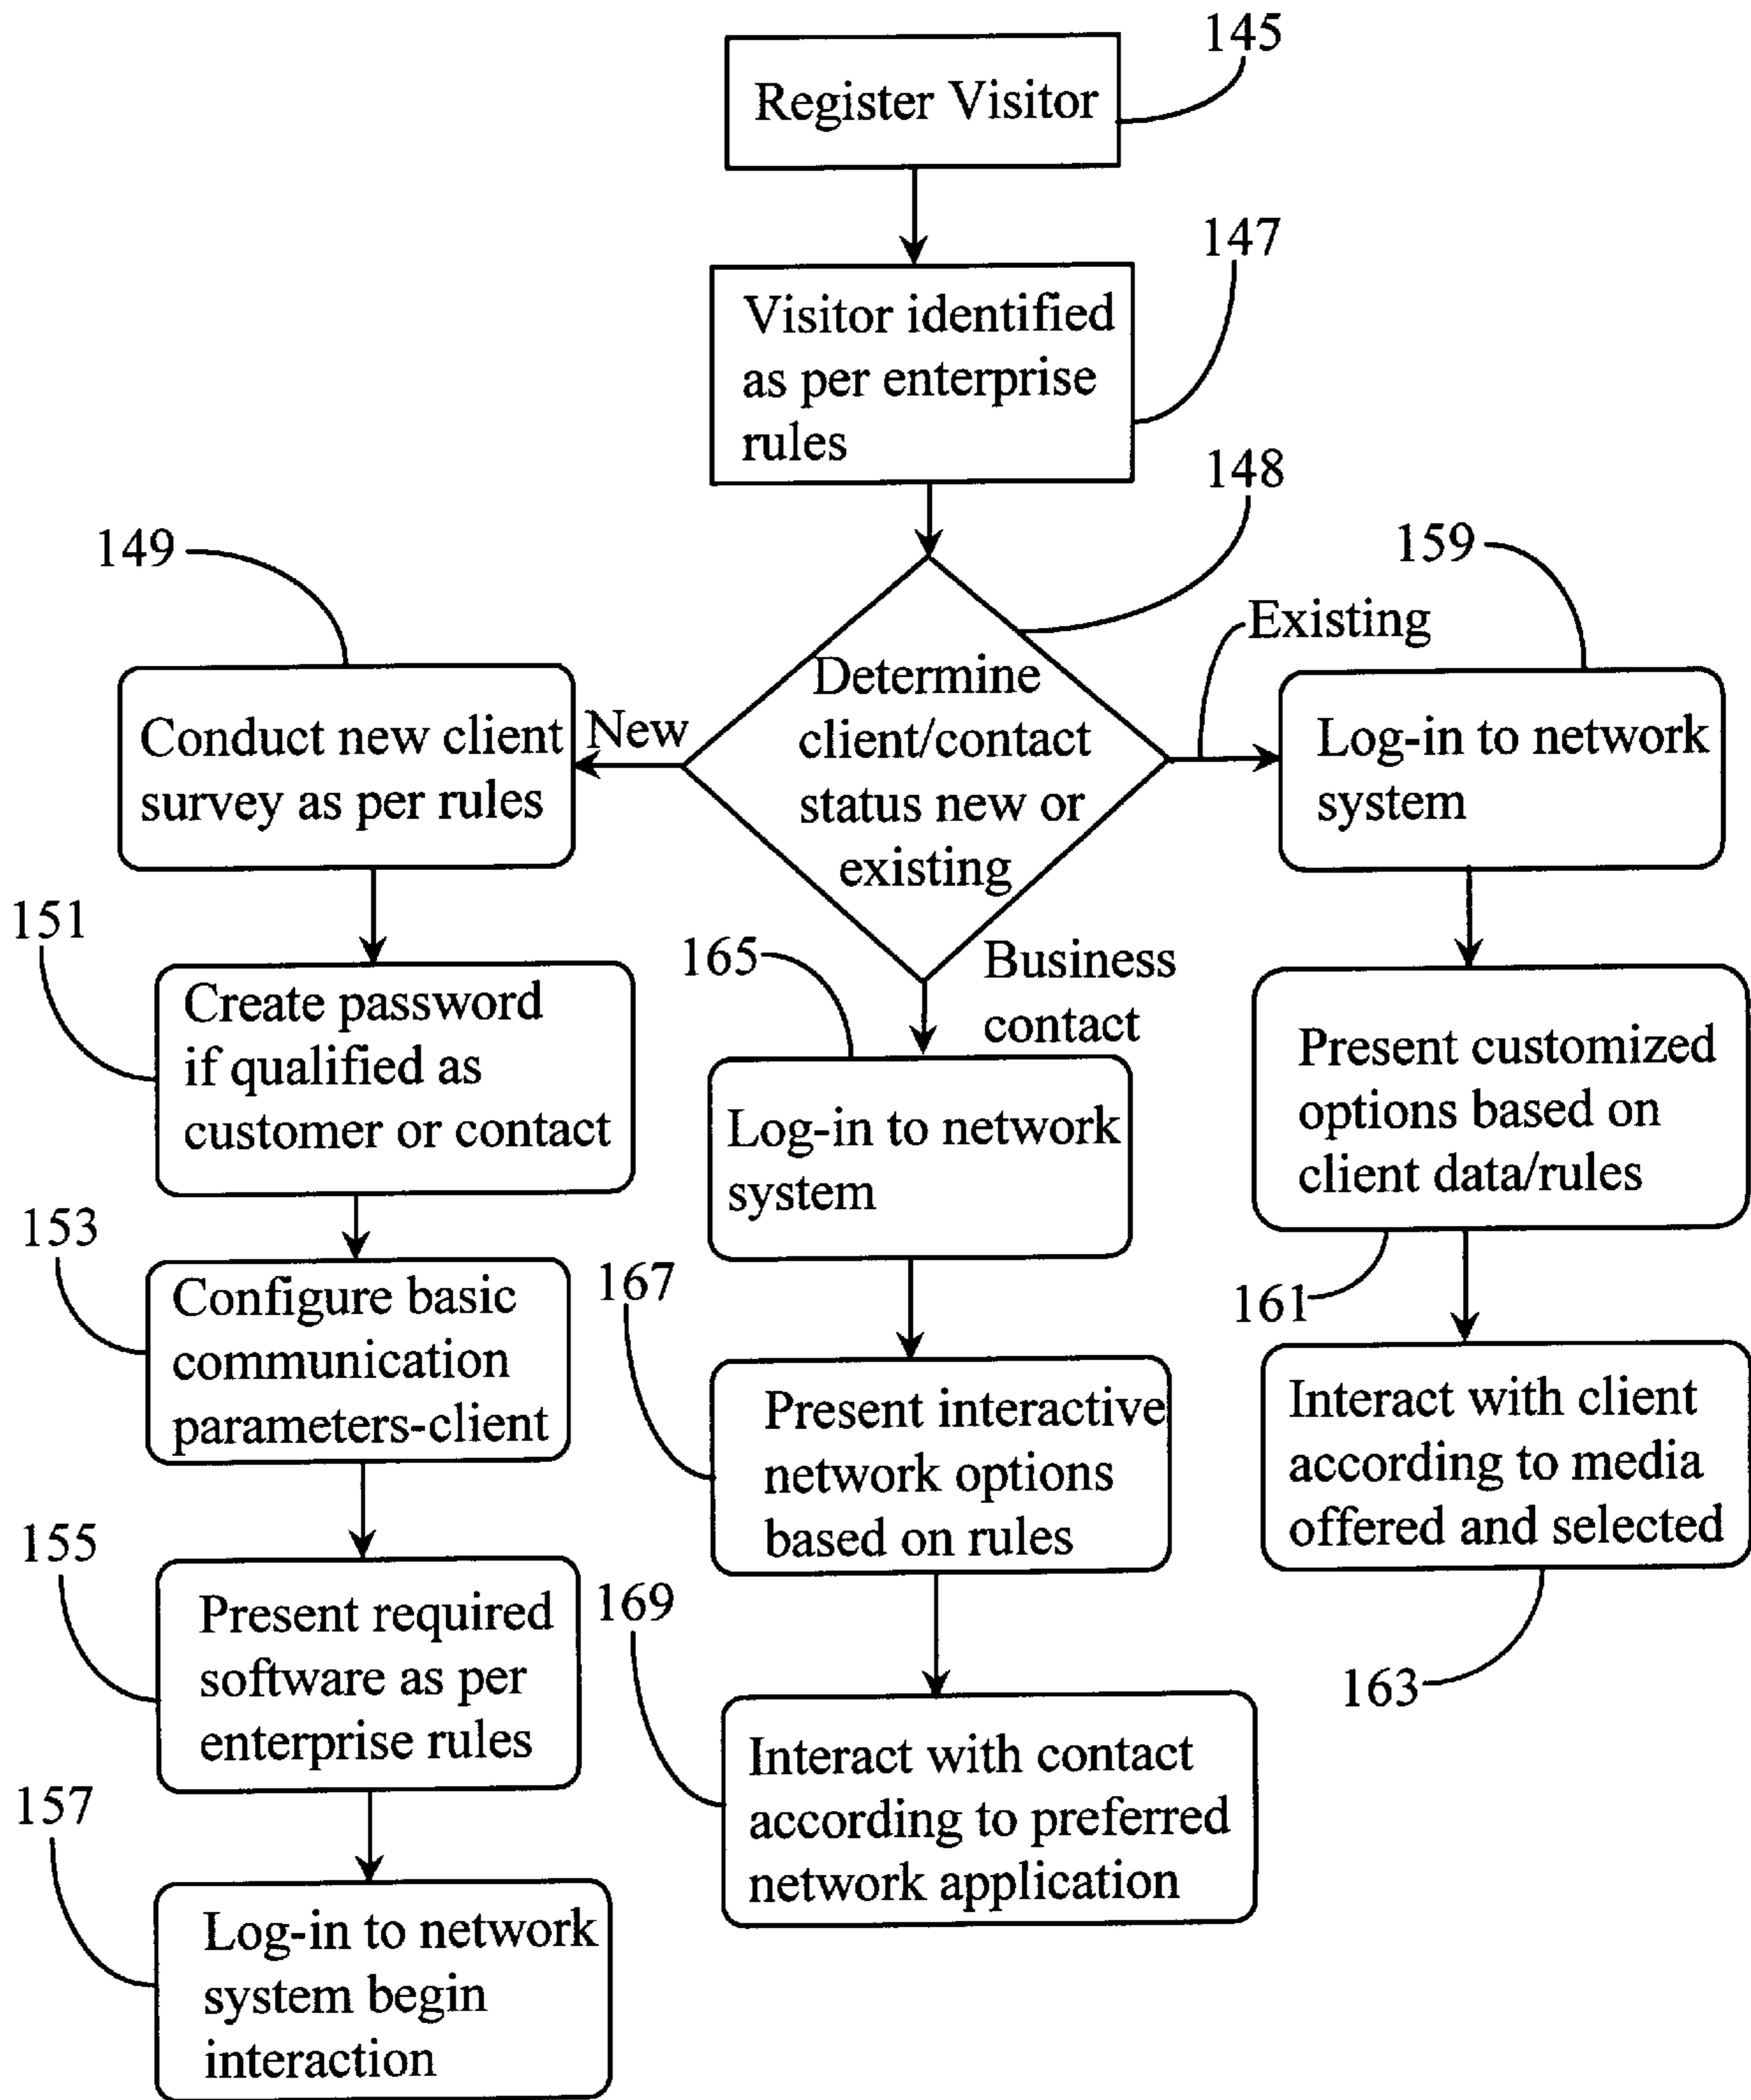 145
Register Visitor
147
Visitor identified
as per enterprise
rules
148
149
159
Existing
New
Determine
client/contact
status new or
existing
Conduct new client
survey as per rules
Log-in to network
system
151
Create password
if qualified as
customer or contact
165
Business
contact
Log-in to network
system
Present customized
options based on
client data/rules
161
153
Configure basic
communication
parameters-client
167
Present interactive
network options
based on rules
Interact with client
according to media
offered and selected
163
155
Present required
software as per
enterprise rules
169
Interact with contact
according to preferred
network application
157
Log-in to network
system begin
interaction